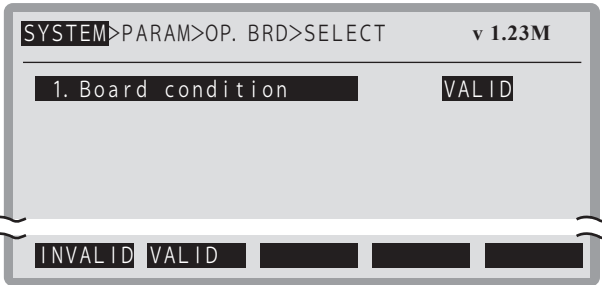 SYSTEM>PARAM>OP. BRD>SELECT v 1.23M
1. Board condition VALID
INVALID VALID